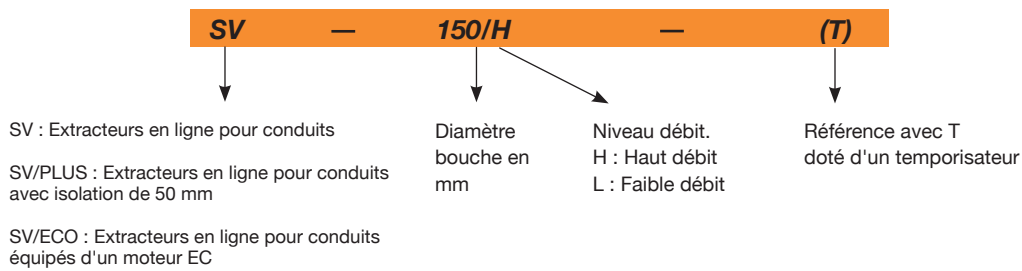 SV — 150/H — (T)
SV : Extracteurs en ligne pour conduits
SV/PLUS : Extracteurs en ligne pour conduits
avec isolation de 50 mm
SV/ECO : Extracteurs en ligne pour conduits
équipés d'un moteur EC
Diamètre
bouche en
mm
Niveau débit.
H : Haut débit
L : Faible débit
Référence avec T
doté d'un temporisateur